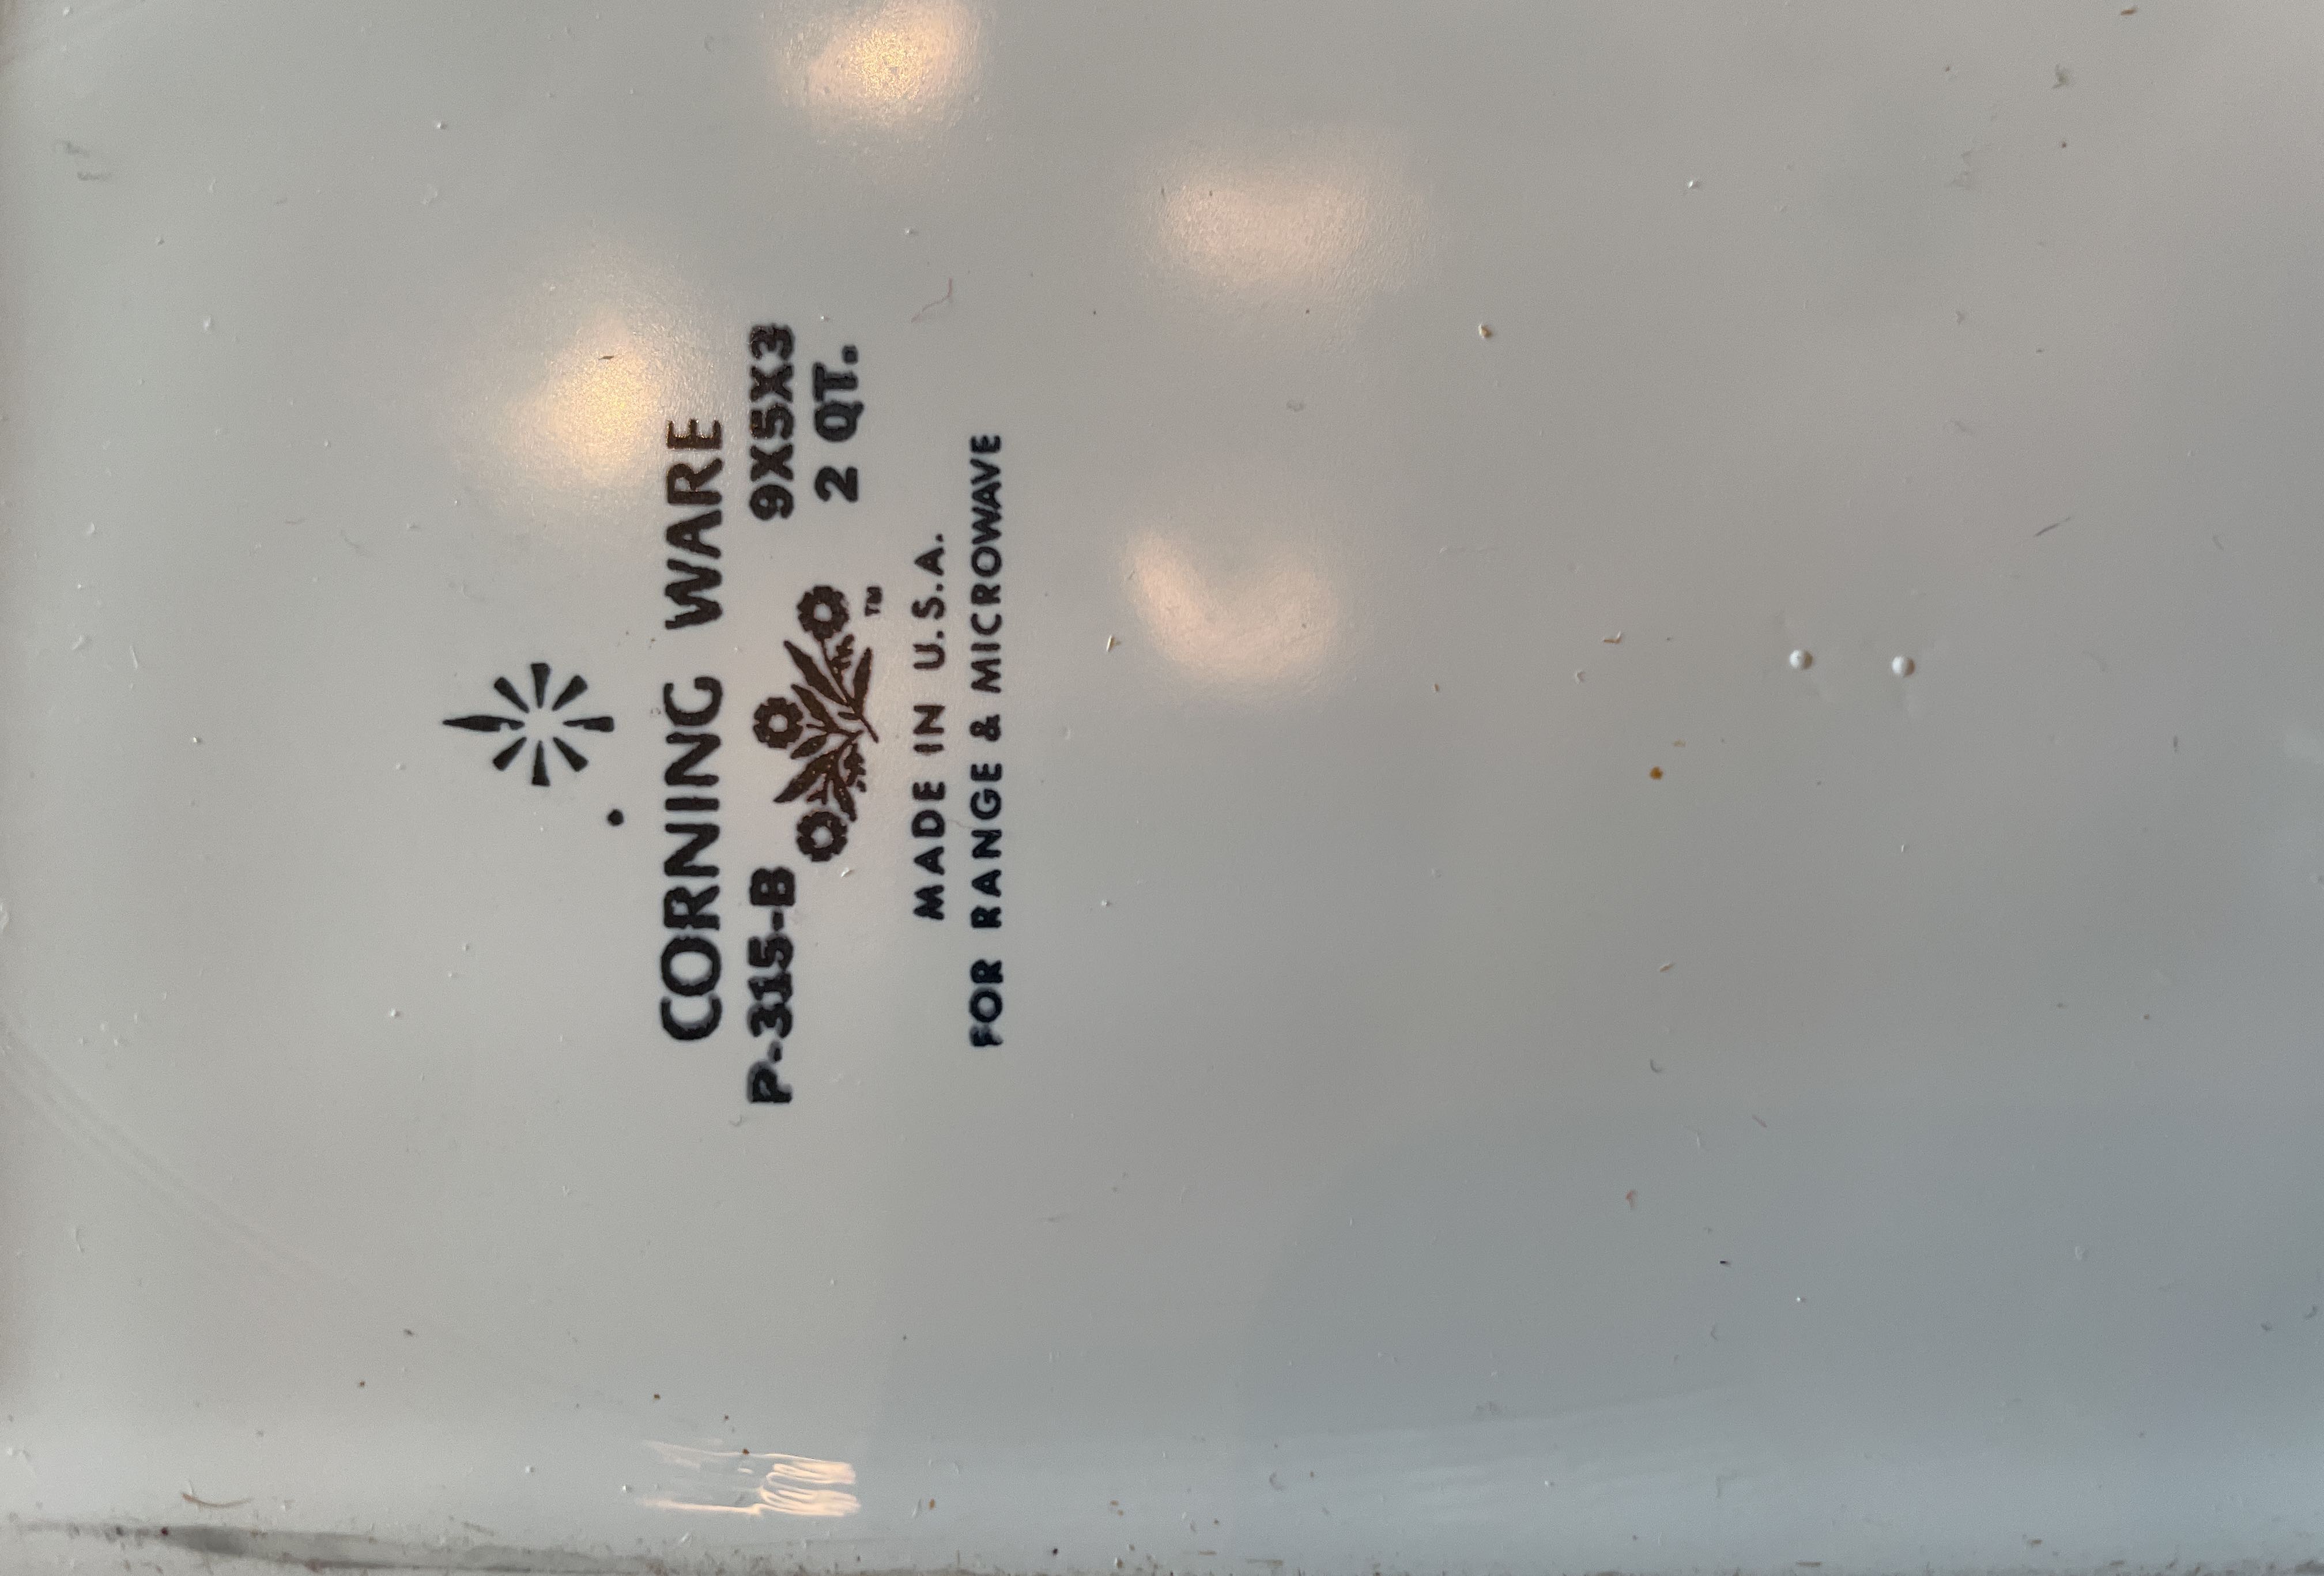 CORNING WARE
P-315-B 9X5X3
2 QT.
TM
MADE IN U.S.A.
FOR RANGE & MICROWAVE